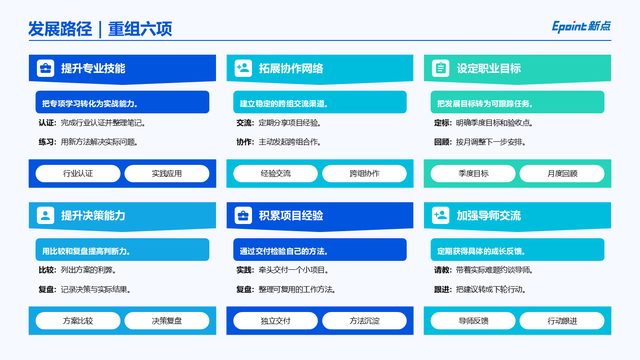 发展路径｜重组六项
Epoint新点
提升专业技能
把专项学习转化为实战能力。
认证：完成行业认证并整理笔记。
练习：用新方法解决实际问题。
行业认证
实践应用
拓展协作网络
建立稳定的跨组交流渠道。
交流：定期分享项目经验。
协作：主动发起跨组合作。
经验交流
跨组协作
设定职业目标
把发展目标转为可跟踪任务。
定标：明确季度目标和验收点。
回顾：按月调整下一步安排。
季度目标
月度回顾
提升决策能力
用比较和复盘提高判断力。
比较：列出方案的利弊。
复盘：记录决策与实际结果。
方案比较
决策复盘
积累项目经验
通过交付检验自己的方法。
实践：牵头交付一个小项目。
复盘：整理可复用的工作方法。
独立交付
方法沉淀
加强导师交流
定期获得具体的成长反馈。
请教：带着实际难题约谈导师。
跟进：把建议转成下轮行动。
导师反馈
行动跟进